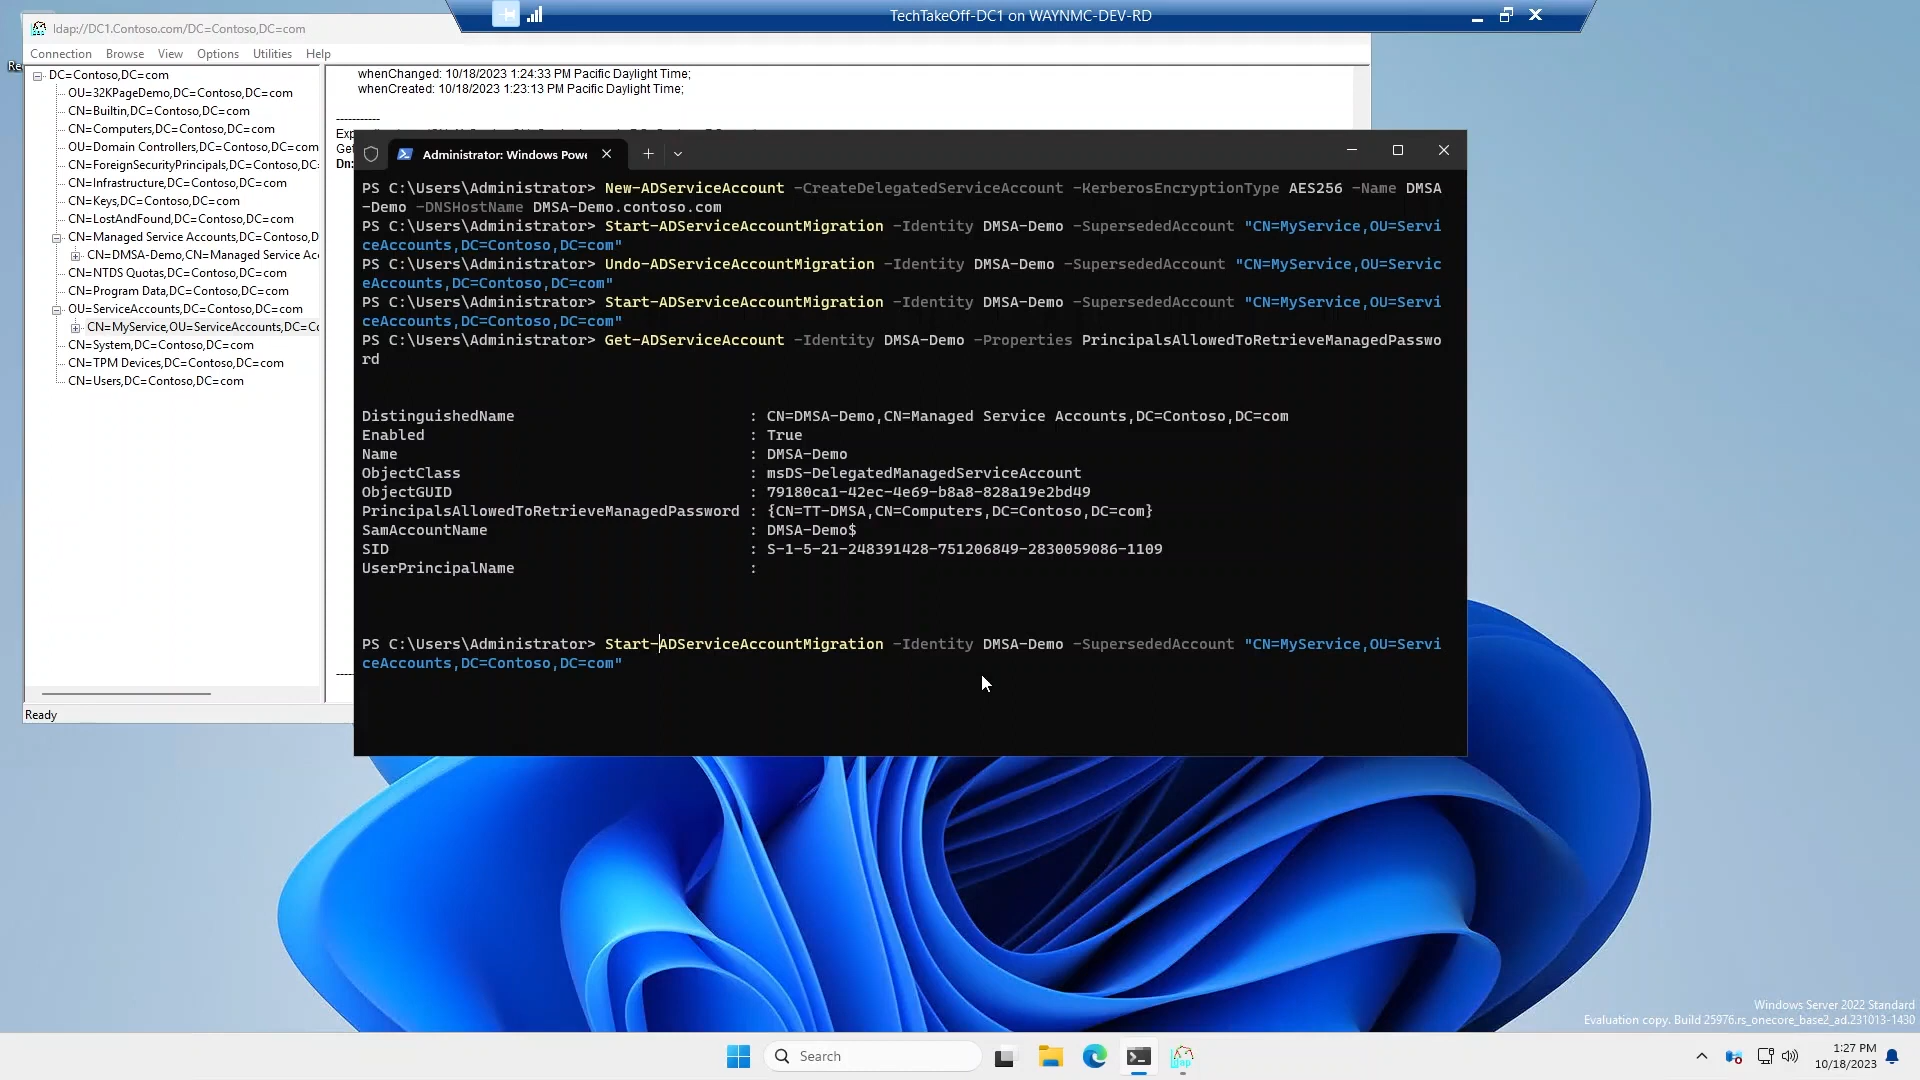 TechTakeOff-DC1 on WAYNMC-DEV-RD
ldap://DC1.Contoso.com/DC=Contoso,DC=com
Connection Browse View Options Utilities Help
Re
DC=Contoso,DC=com
OU=32KPageDemo,DC=Contoso,DC=com
CN=Builtin,DC=Contoso,DC=com
CN=Computers,DC=Contoso,DC=com
OU=Domain Controllers,DC=Contoso,DC=com
CN=ForeignSecurityPrincipals,DC=Contoso,DC=
CN=Infrastructure,DC=Contoso,DC=com
CN=Keys,DC=Contoso,DC=com
CN=LostAndFound,DC=Contoso,DC=com
CN=Managed Service Accounts,DC=Contoso,D
CN=DMSA-Demo,CN=Managed Service Acc
CN=NTDS Quotas,DC=Contoso,DC=com
CN=Program Data,DC=Contoso,DC=com
OU=ServiceAccounts,DC=Contoso,DC=com
CN=MyService,OU=ServiceAccounts,DC=Co
CN=System,DC=Contoso,DC=com
CN=TPM Devices,DC=Contoso,DC=com
CN=Users,DC=Contoso,DC=com
Ready
whenChanged: 10/18/2023 1:24:33 PM Pacific Daylight Time;
whenCreated: 10/18/2023 1:23:13 PM Pacific Daylight Time;
-----------
Exp
Get
Dn:
Administrator: Windows Powe
PS C:\Users\Administrator> New-ADServiceAccount -CreateDelegatedServiceAccount -KerberosEncryptionType AES256 -Name DMSA
-Demo -DNSHostName DMSA-Demo.contoso.com
PS C:\Users\Administrator> Start-ADServiceAccountMigration -Identity DMSA-Demo -SupersededAccount "CN=MyService,OU=Servi
ceAccounts,DC=Contoso,DC=com"
PS C:\Users\Administrator> Undo-ADServiceAccountMigration -Identity DMSA-Demo -SupersededAccount "CN=MyService,OU=Servic
eAccounts,DC=Contoso,DC=com"
PS C:\Users\Administrator> Start-ADServiceAccountMigration -Identity DMSA-Demo -SupersededAccount "CN=MyService,OU=Servi
ceAccounts,DC=Contoso,DC=com"
PS C:\Users\Administrator> Get-ADServiceAccount -Identity DMSA-Demo -Properties PrincipalsAllowedToRetrieveManagedPasswo
rd
DistinguishedName : CN=DMSA-Demo,CN=Managed Service Accounts,DC=Contoso,DC=com
Enabled : True
Name : DMSA-Demo
ObjectClass : msDS-DelegatedManagedServiceAccount
ObjectGUID : 79180ca1-42ec-4e69-b8a8-828a19e2bd49
PrincipalsAllowedToRetrieveManagedPassword : {CN=TT-DMSA,CN=Computers,DC=Contoso,DC=com}
SamAccountName : DMSA-Demo$
SID : S-1-5-21-248391428-751206849-2830059086-1109
UserPrincipalName :
PS C:\Users\Administrator> Start-ADServiceAccountMigration -Identity DMSA-Demo -SupersededAccount "CN=MyService,OU=Servi
ceAccounts,DC=Contoso,DC=com"
Windows Server 2022 Standard
Evaluation copy. Build 25976.rs_onecore_base2_ad.231013-1430
Search
1:27 PM
10/18/2023